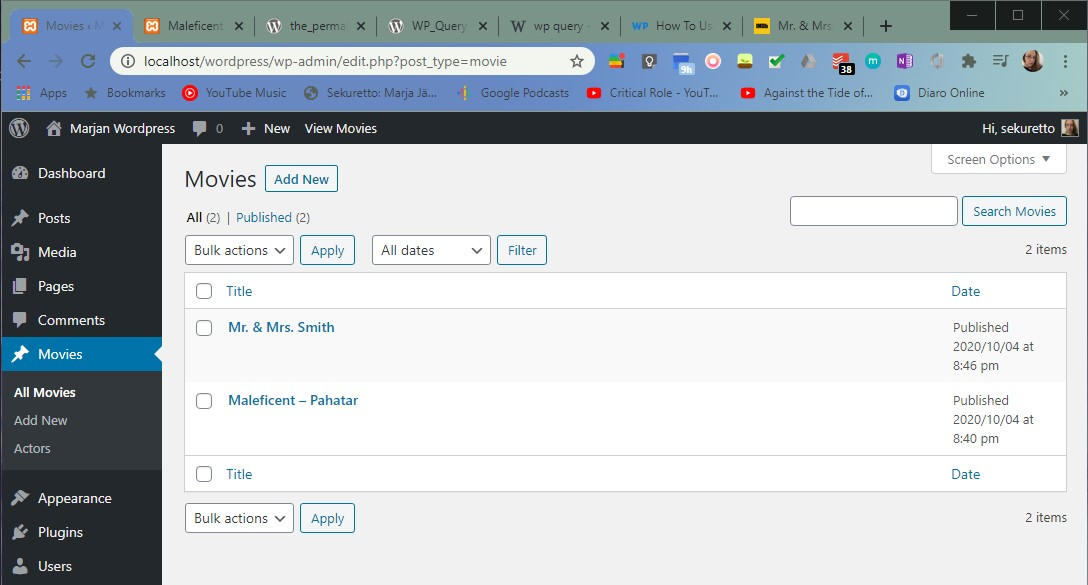 Movies ‹ M
Maleficent
the_perma
WP_Query
wp query -
How To Us
Mr. & Mrs
localhost/wordpress/wp-admin/edit.php?post_type=movie
9h
38
m
Apps
Bookmarks
YouTube Music
Sekuretto: Marja Jä...
Google Podcasts
Critical Role - YouT...
Against the Tide of...
Diaro Online
»
Marjan Wordpress
0
New
View Movies
Hi, sekuretto
Dashboard
Posts
Media
Pages
Comments
Movies
All Movies
Add New
Actors
Appearance
Plugins
Users
Screen Options
Movies
Add New
All (2) | Published (2)
Search Movies
Bulk actions
Apply
All dates
Filter
2 items
Title
Date
Mr. & Mrs. Smith
Published
2020/10/04 at
8:46 pm
Maleficent – Pahatar
Published
2020/10/04 at
8:40 pm
Title
Date
Bulk actions
Apply
2 items